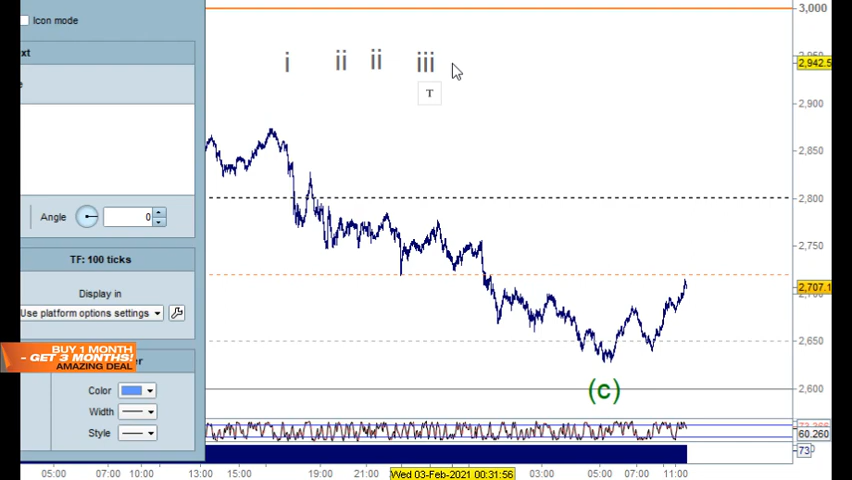 Icon mode
ext
e
Angle 0
TF: 100 ticks
Display in
Use platform options settings
BUY 1 MONTH
- GET 3 MONTHS!
AMAZING DEAL
er
Color
Width
Style
i ii ii iii
T
(c)
3,000
2,942.5
2,900
2,850
2,800
2,750
2,707.1
2,650
2,600
60.260
73
05:00 07:00 10:00 13:00 15:00 19:00 21:00 Wed 03-Feb-2021 00:31:56 03:00 05:00 07:00 11:00